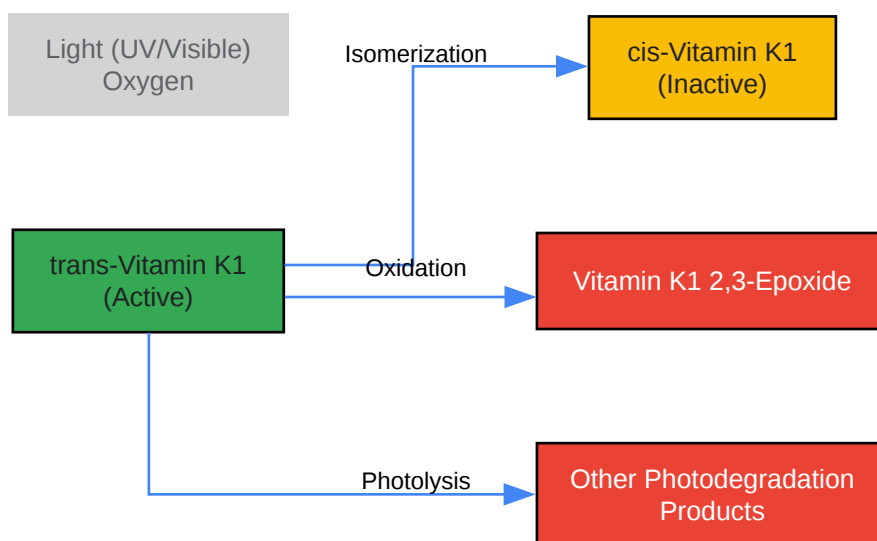 Light (UV/Visible)
Oxygen
Isomerization
cis-Vitamin K1
(Inactive)
trans-Vitamin K1
(Active)
Oxidation
Vitamin K1 2,3-Epoxide
Photolysis
Other Photodegradation
Products